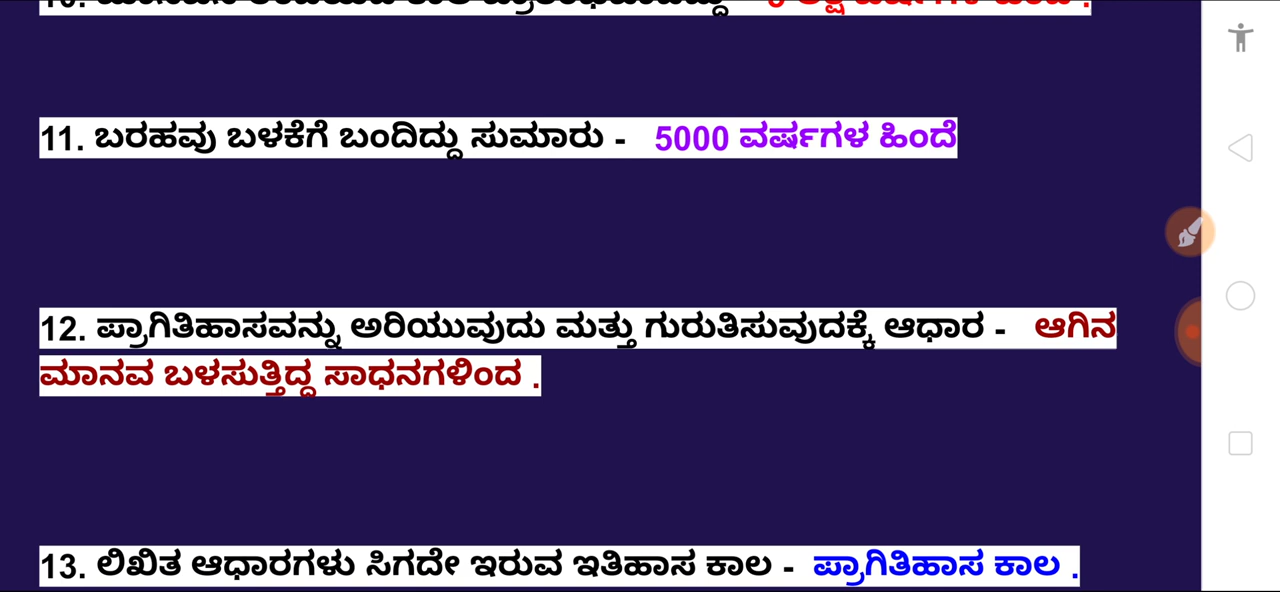 11. ಬರಹವು ಬಳಕೆಗೆ ಬಂದಿದ್ದು ಸುಮಾರು - 5000 ವರ್ಷಗಳ ಹಿಂದೆ
12. ಪ್ರಾಗಿತಿಹಾಸವನ್ನು ಅರಿಯುವುದು ಮತ್ತು ಗುರುತಿಸುವುದಕ್ಕೆ ಆಧಾರ - ಆಗಿನ
ಮಾನವ ಬಳಸುತ್ತಿದ್ದ ಸಾಧನಗಳಿಂದ .
13. ಲಿಖಿತ ಆಧಾರಗಳು ಸಿಗದೇ ಇರುವ ಇತಿಹಾಸ ಕಾಲ - ಪ್ರಾಗಿತಿಹಾಸ ಕಾಲ .